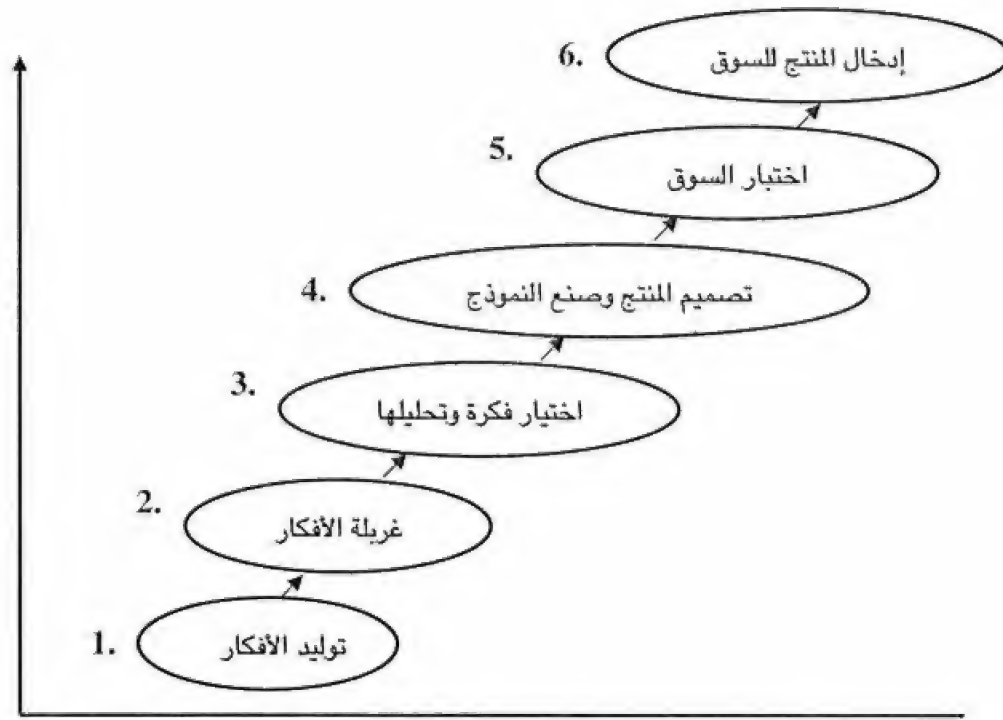 6. إدخال المنتج للسوق
5. اختبار السوق
4. تصميم المنتج وصنع النموذج
3. اختيار فكرة وتحليلها
2. غربلة الأفكار
1. توليد الأفكار